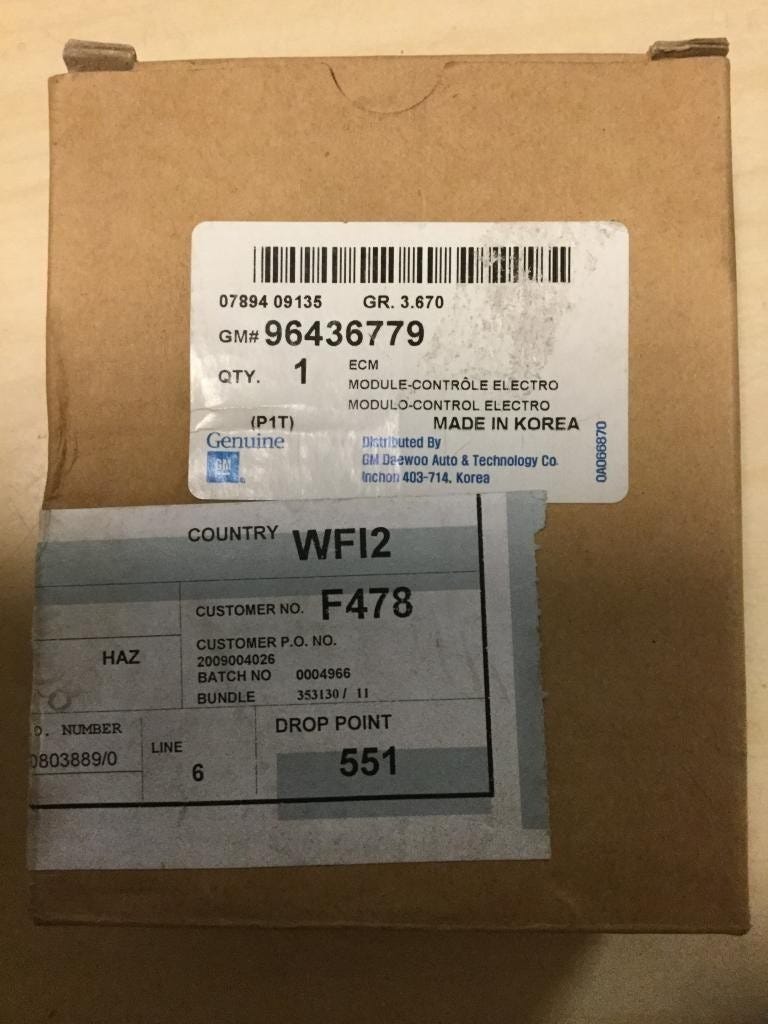 07894 09135 GR. 3.670
GM# 96436779
QTY. 1
ECM
MODULE-CONTRÔLE ELECTRO
MODULO-CONTROL ELECTRO
(P1T) MADE IN KOREA
Genuine
GM
Distributed By
GM Daewoo Auto & Technology Co.
Inchon 403-714, Korea
0A066870
COUNTRY WFI2
CUSTOMER NO. F478
HAZ
CUSTOMER P.O. NO.
2009004026
BATCH NO 0004966
BUNDLE 353130 / 11
. NUMBER
0803889/0
LINE
6
DROP POINT
551